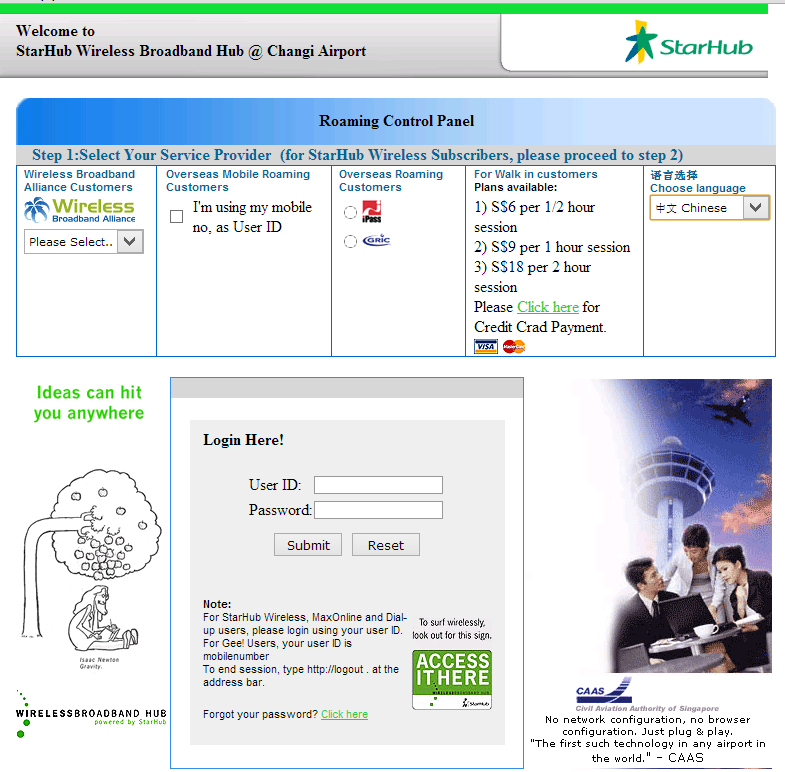 Welcome to
StarHub Wireless Broadband Hub @ Changi Airport
StarHub
Roaming Control Panel
Step 1:Select Your Service Provider (for StarHub Wireless Subscribers, please proceed to step 2)
Wireless Broadband
Alliance Customers
Wireless
Broadband Alliance
Please Select..
Overseas Mobile Roaming
Customers
I'm using my mobile
no, as User ID
Overseas Roaming
Customers
iPass
GRIC
For Walk in customers
Plans available:
1) S$6 per 1/2 hour
session
2) S$9 per 1 hour session
3) S$18 per 2 hour
session
Please Click here for
Credit Crad Payment.
VISA MasterCard
语言选择
Choose language
中文 Chinese
Ideas can hit
you anywhere
Isaac Newton
Gravity.
WIRELESSBROADBAND HUB
powered by StarHub
Login Here!
User ID:
Password:
Submit Reset
Note:
For StarHub Wireless, MaxOnline and Dial-
up users, please login using your user ID.
For Gee! Users, your user ID is
mobilenumber
To end session, type http://logout . at the
address bar.
Forgot your password? Click here
To surf wirelessly,
look out for this sign.
ACCESS
IT HERE
WIRELESSBROADBAND HUB
StarHub
CAAS
Civil Aviation Authority of Singapore
No network configuration, no browser
configuration. Just plug & play.
"The first such technology in any airport in
the world." - CAAS